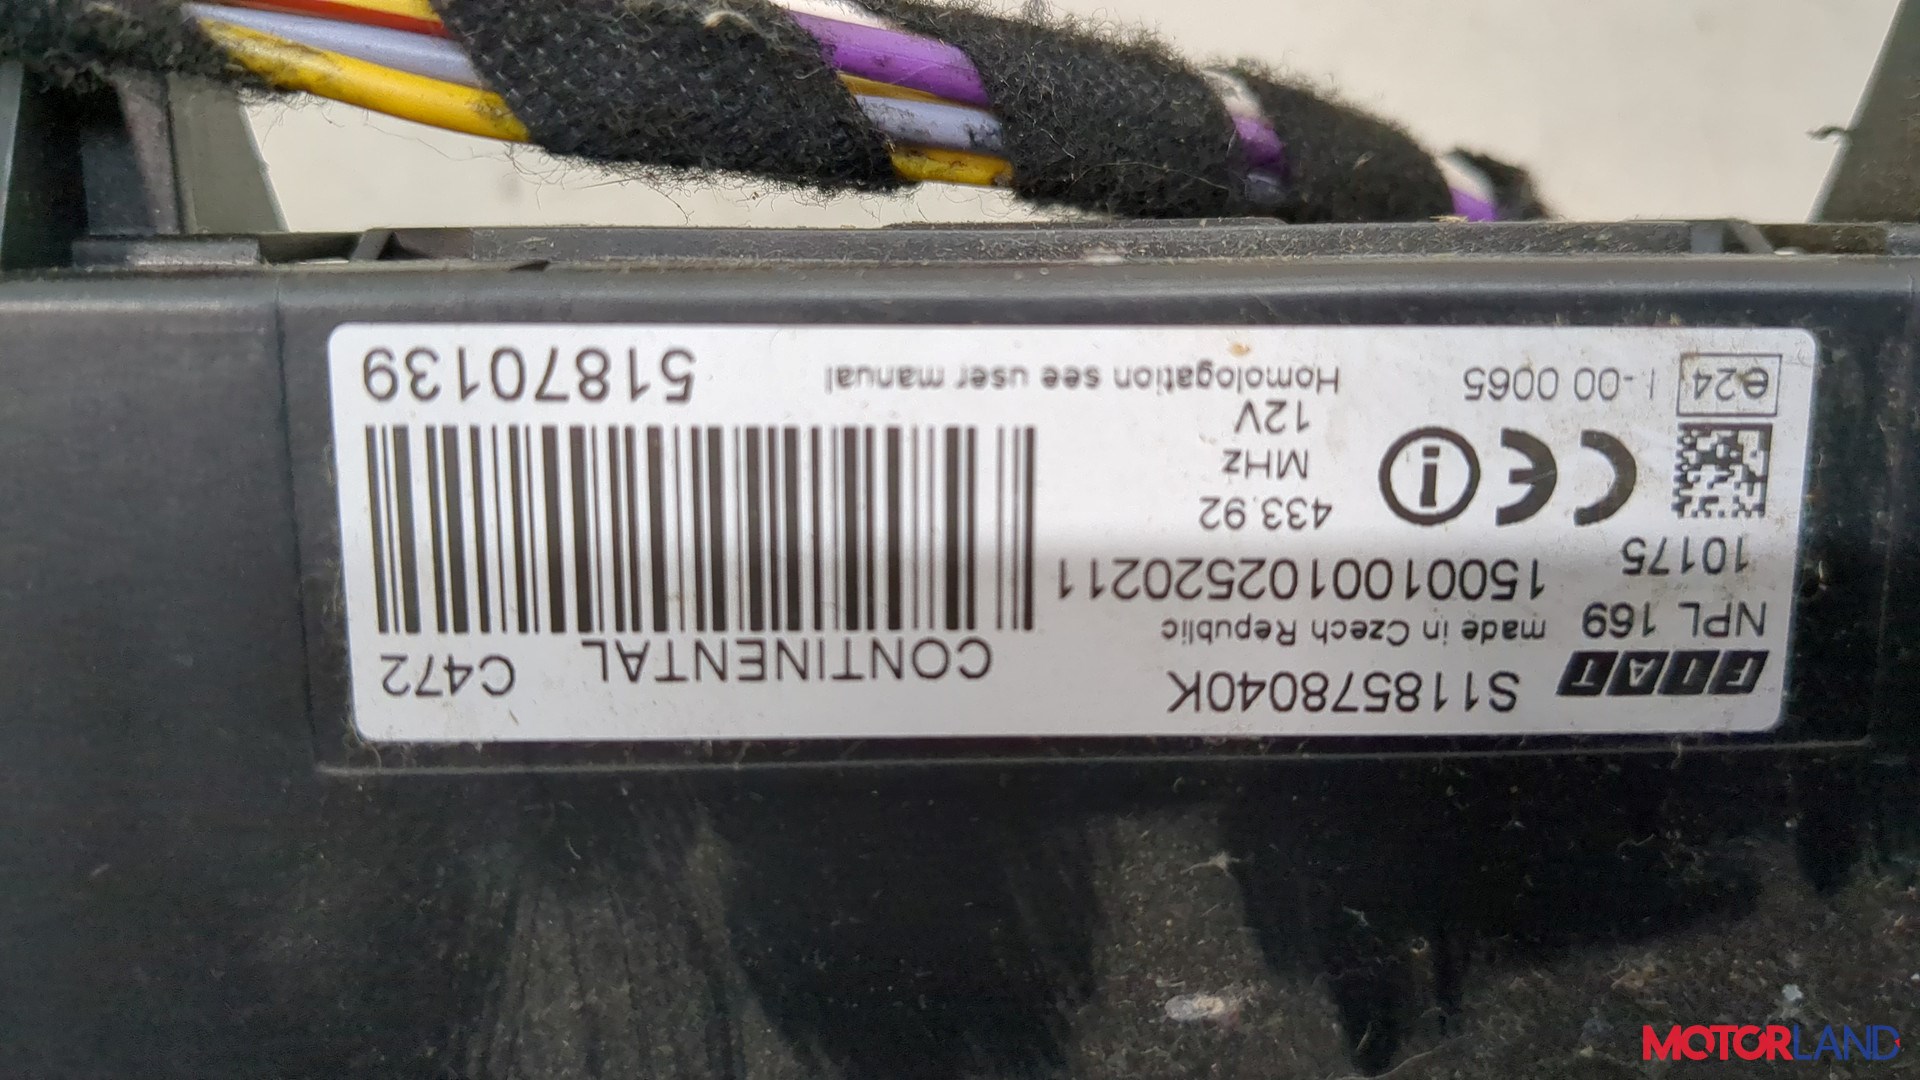 FIAT S118578040K CONTINENTAL C472
NPL 169 made in Czech Republic
10175 1500100102520211
433.92
MHz
12V
e24 I-00 0065 Homologation see user manual 51870139
MOTORLAND